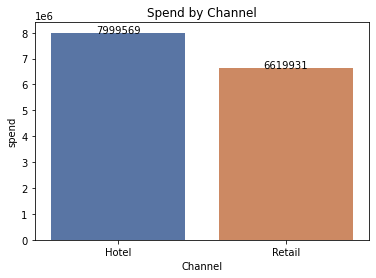 Spend by Channel
1e6
8
7
6
5
4
3
2
1
0
spend
7999569
6619931
Hotel
Retail
Channel